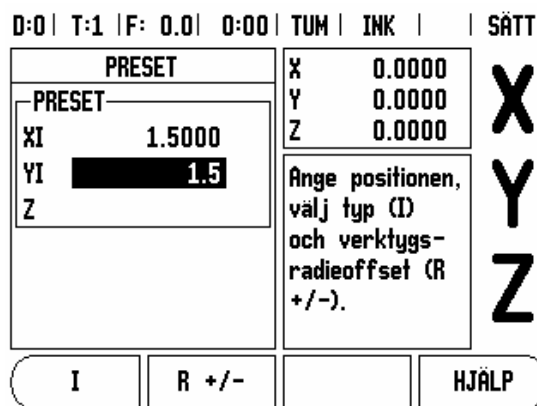 D:0 | T:1 | F: 0.0 | 0:00 | TUM | INK | | SÄTT
PRESET
PRESET
XI 1.5000
YI 1.5
Z
X 0.0000
Y 0.0000
Z 0.0000
Ange positionen,
välj typ (I)
och verktygs-
radieoffset (R
+/-).
X
Y
Z
I
R +/-
HJÄLP